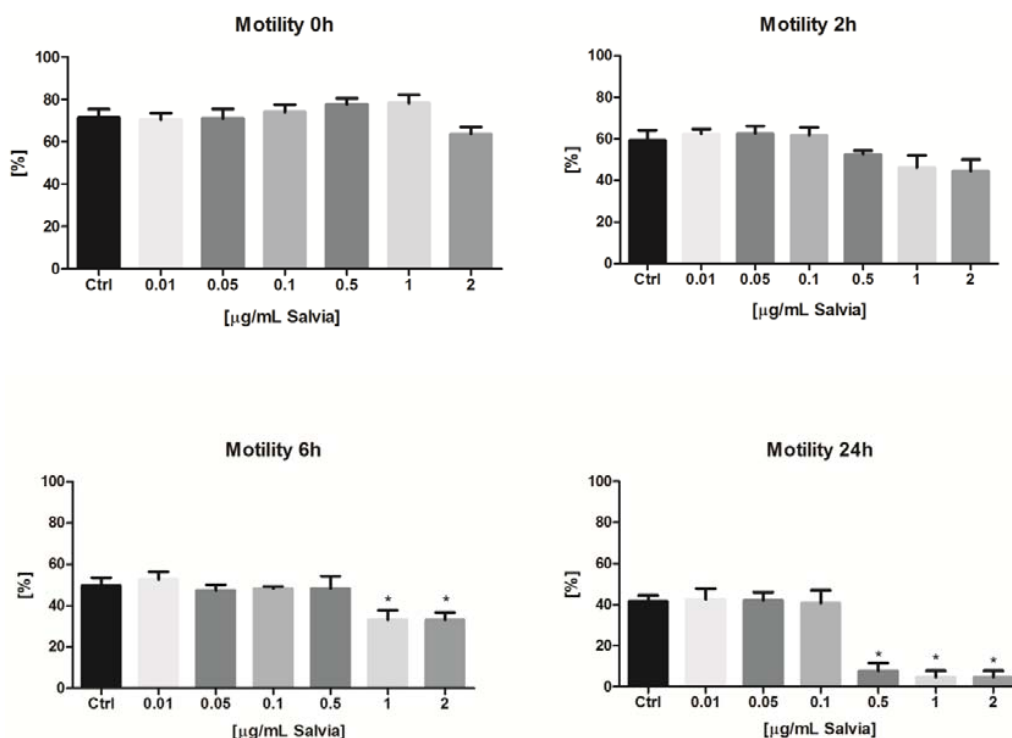 Motility 0h
100
80
60
40
20
0
[%]
Ctrl 0.01 0.05 0.1 0.5 1 2
[μg/mL Salvia]
Motility 2h
100
80
60
40
20
0
[%]
Ctrl 0.01 0.05 0.1 0.5 1 2
[μg/mL Salvia]
Motility 6h
100
80
60
40
20
0
[%]
* *
Ctrl 0.01 0.05 0.1 0.5 1 2
[μg/mL Salvia]
Motility 24h
100
80
60
40
20
0
[%]
* * *
Ctrl 0.01 0.05 0.1 0.5 1 2
[μg/mL Salvia]